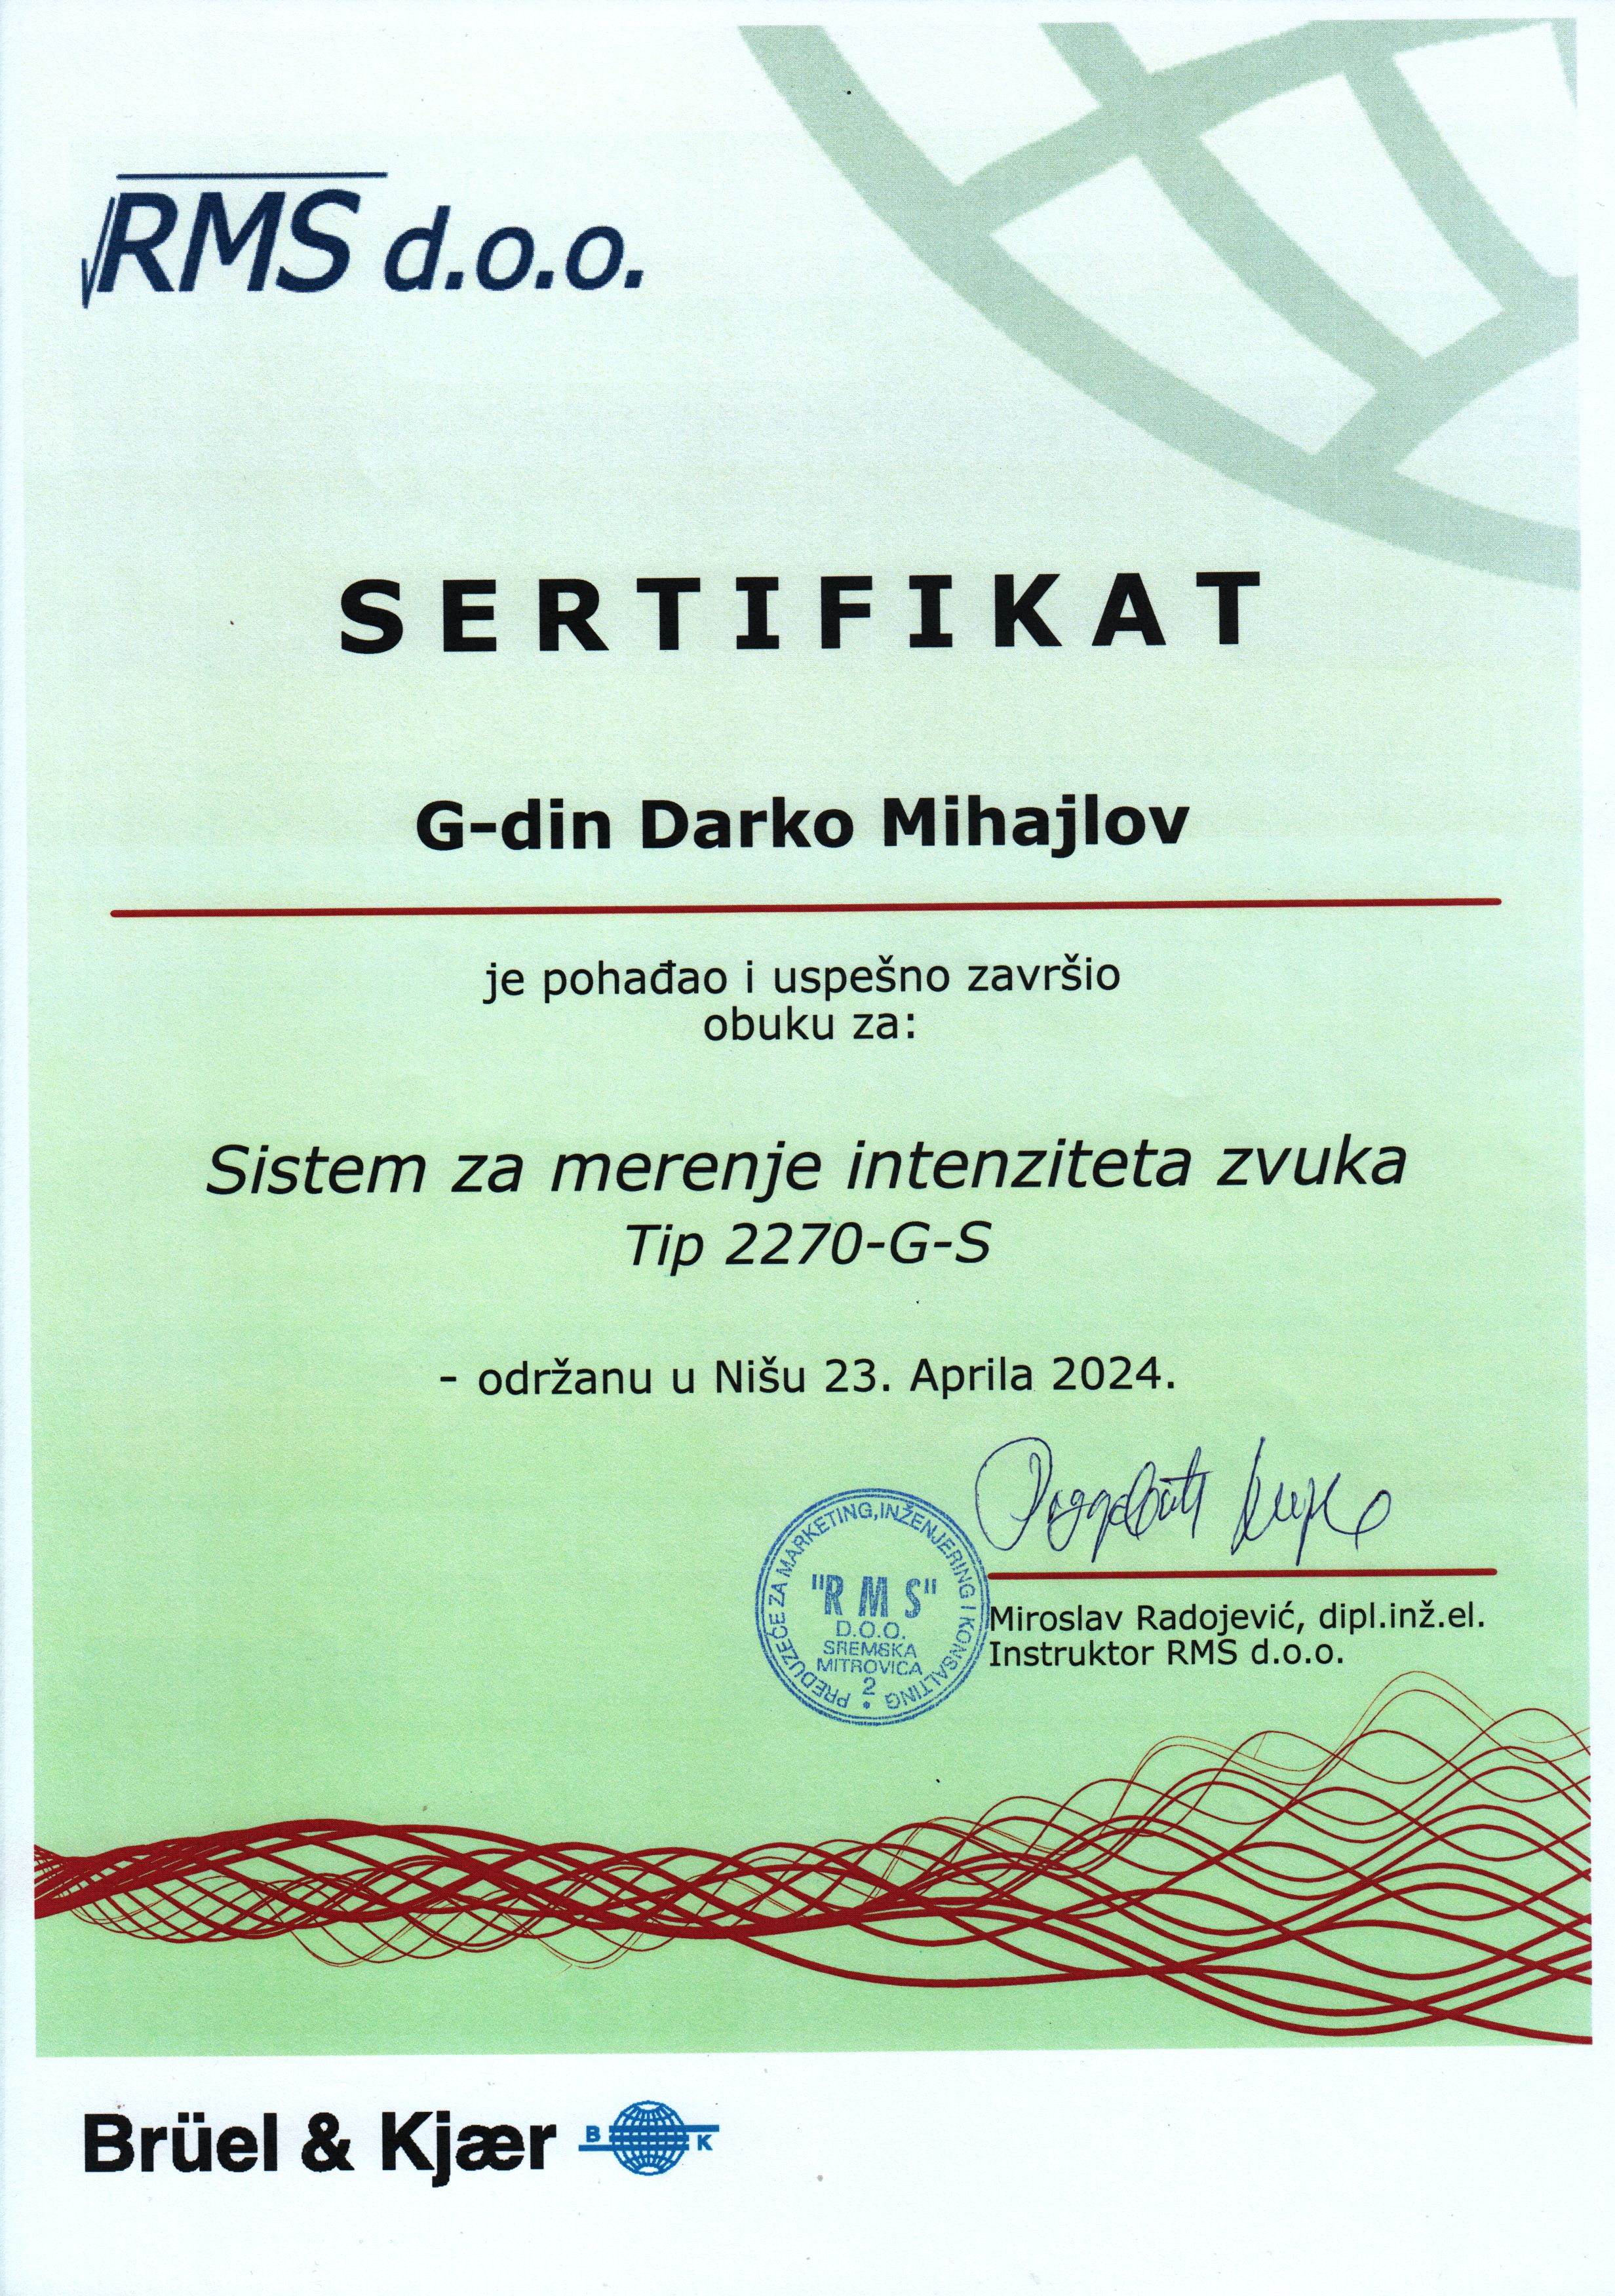 RMS d.o.o.
SERTIFIKAT
G-din Darko Mihajlov
je pohađao i uspešno završio
obuku za:
Sistem za merenje intenziteta zvuka
Tip 2270-G-S
- održanu u Nišu 23. Aprila 2024.
PREDUZEĆE ZA MARKETING,INŽENJERING I KONSALTING
"RMS"
D.O.O.
SREMSKA
MITROVICA
2
Miroslav Radojević, dipl.inž.el.
Instruktor RMS d.o.o.
Brüel & Kjær
B K